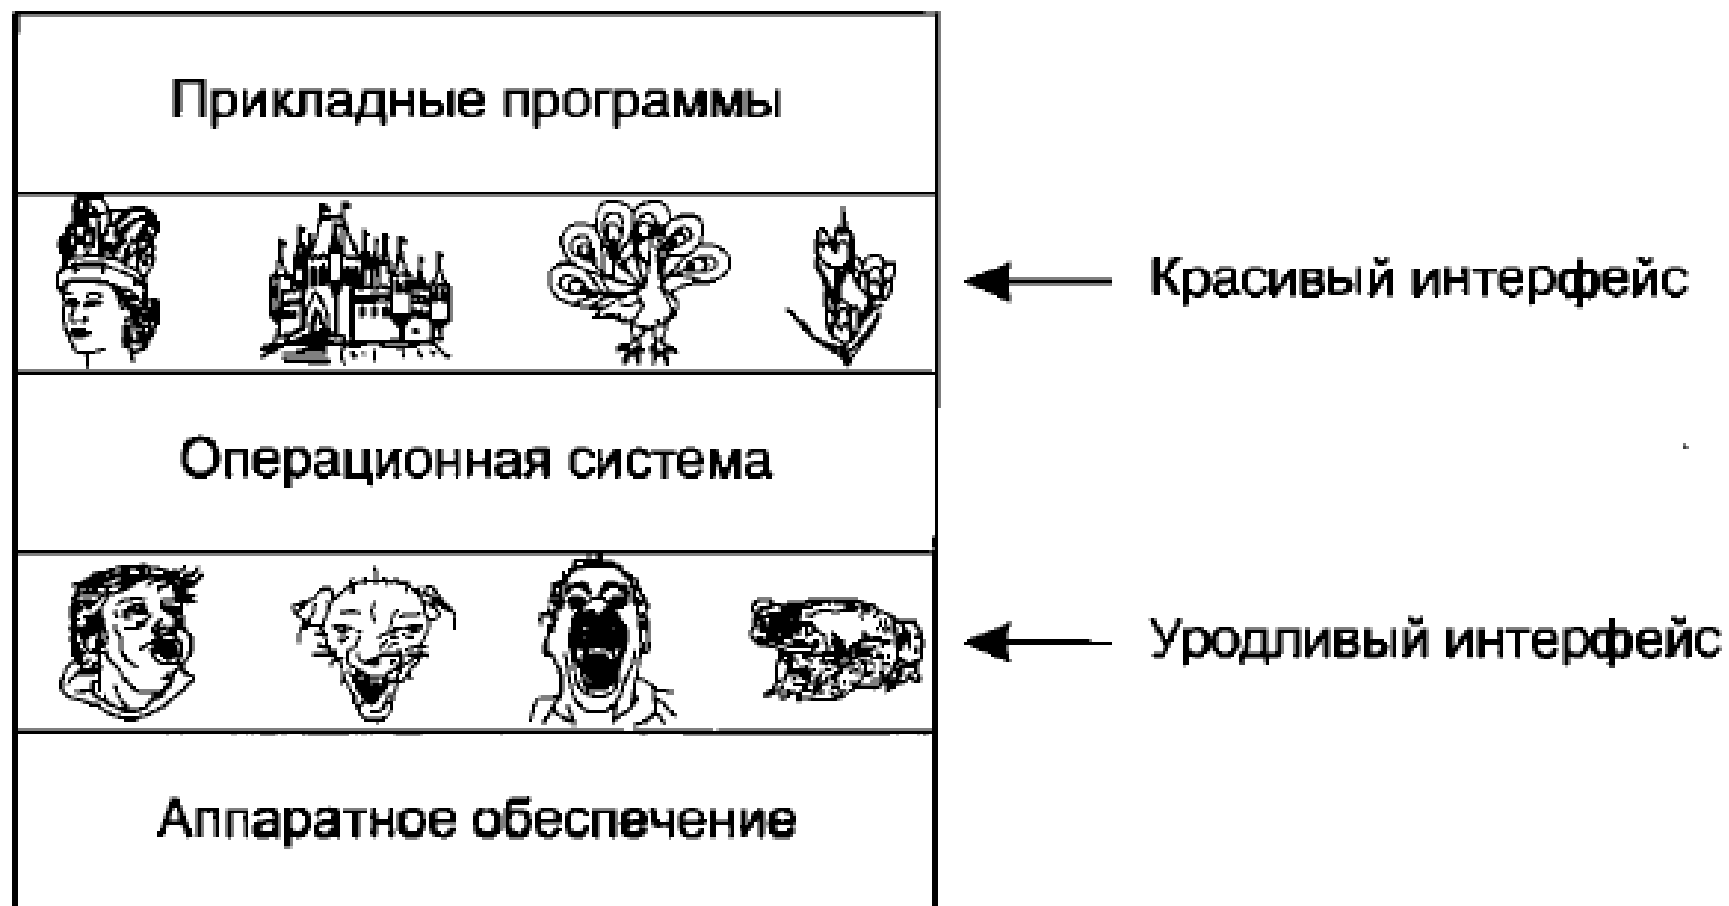 Прикладные программы
Красивый интерфейс
Операционная система
Уродливый интерфейс
Аппаратное обеспечение